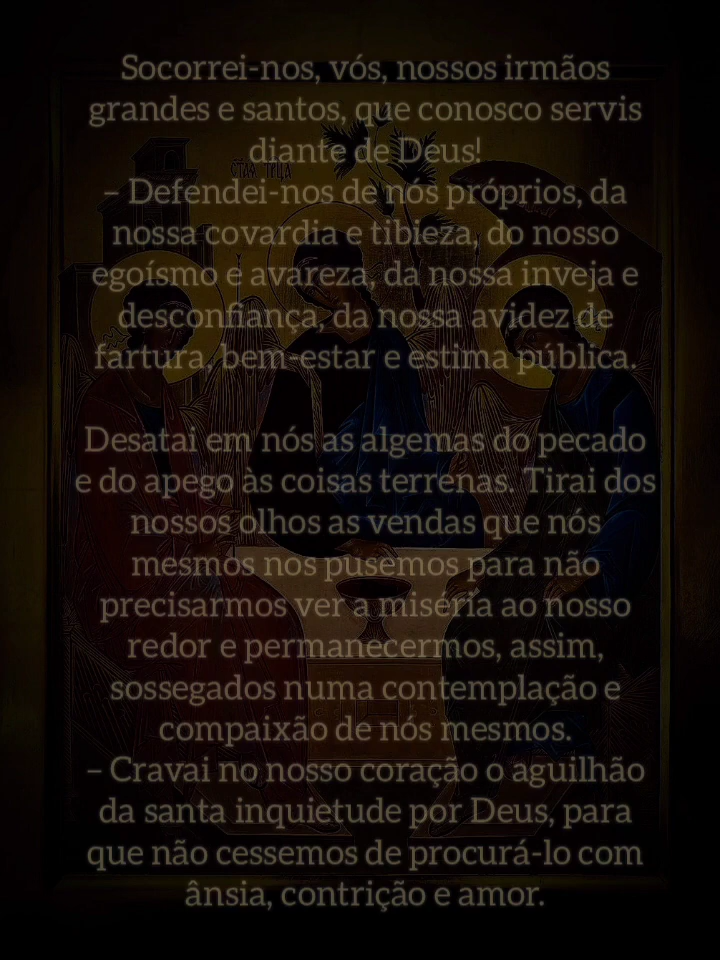 Socorrei-nos, vós, nossos irmãos
grandes e santos, que conosco servis
diante de Deus!
– Defendei-nos de nós próprios, da
nossa covardia e tibieza, do nosso
egoísmo e avareza, da nossa inveja e
desconfiança, da nossa avidez de
fartura, bem-estar e estima pública.
Desatai em nós as algemas do pecado
e do apego às coisas terrenas. Tirai dos
nossos olhos as vendas que nós
mesmos nos pusemos para não
precisarmos ver a miséria ao nosso
redor e permanecermos, assim,
sossegados numa contemplação e
compaixão de nós mesmos.
– Cravai no nosso coração o aguilhão
da santa inquietude por Deus, para
que não cessemos de procurá-lo com
ânsia, contrição e amor.